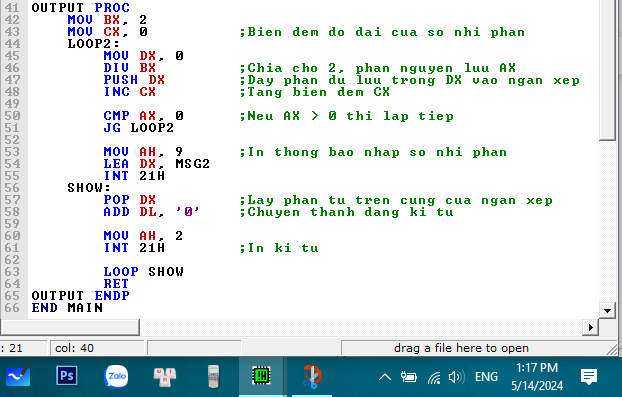 41 OUTPUT PROC
42 MOV BX, 2
43 MOV CX, 0 ;Bien dem do dai cua so nhi phan
44 LOOP2:
45 MOV DX, 0
46 DIV BX ;Chia cho 2, phan nguyen luu AX
47 PUSH DX ;Day phan du luu trong DX vao ngan xep
48 INC CX ;Tang bien dem CX
49
50 CMP AX, 0 ;Neu AX > 0 thi lap tiep
51 JG LOOP2
52
53 MOV AH, 9 ;In thong bao nhap so nhi phan
54 LEA DX, MSG2
55 INT 21H
56 SHOW:
57 POP DX ;Lay phan tu tren cung cua ngan xep
58 ADD DL, '0' ;Chuyen thanh dang ki tu
59
60 MOV AH, 2
61 INT 21H ;In ki tu
62
63 LOOP SHOW
64 RET
65 OUTPUT ENDP
66 END MAIN
: 21 col: 40 drag a file here to open
Ps Zalo ENG 1:17 PM
5/14/2024